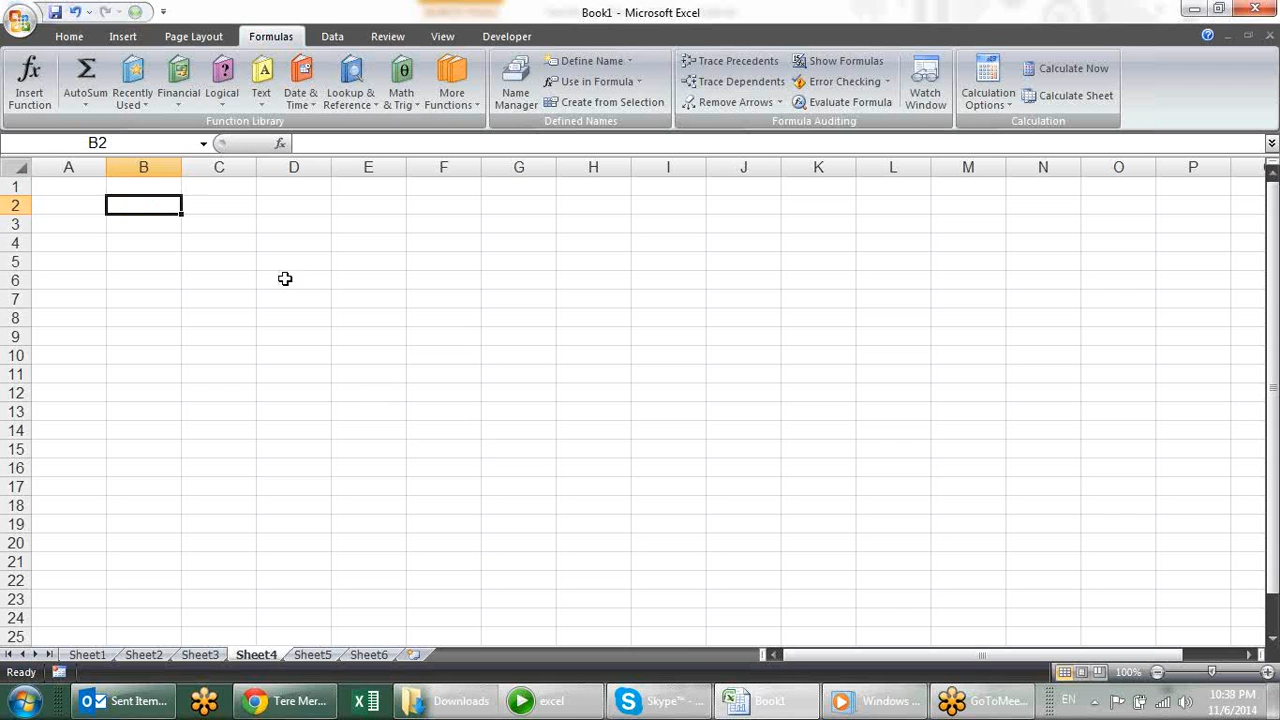 Book1 - Microsoft Excel
Home Insert Page Layout Formulas Data Review View Developer
Insert Function
AutoSum
Recently Used
Financial
Logical
Text
Date & Time
Lookup & Reference
Math & Trig
More Functions
Function Library
Name Manager
Define Name
Use in Formula
Create from Selection
Defined Names
Trace Precedents
Trace Dependents
Remove Arrows
Show Formulas
Error Checking
Evaluate Formula
Formula Auditing
Watch Window
Calculation Options
Calculate Now
Calculate Sheet
Calculation
B2
fx
A B C D E F G H I J K L M N O P
1
2
3
4
5
6
7
8
9
10
11
12
13
14
15
16
17
18
19
20
21
22
23
24
25
Sheet1 Sheet2 Sheet3 Sheet4 Sheet5 Sheet6
Ready 100%
Sent Item... Tere Mer... Downloads excel Skype™ - ... Book1 Windows ... GoToMee... EN 10:38 PM
11/6/2014